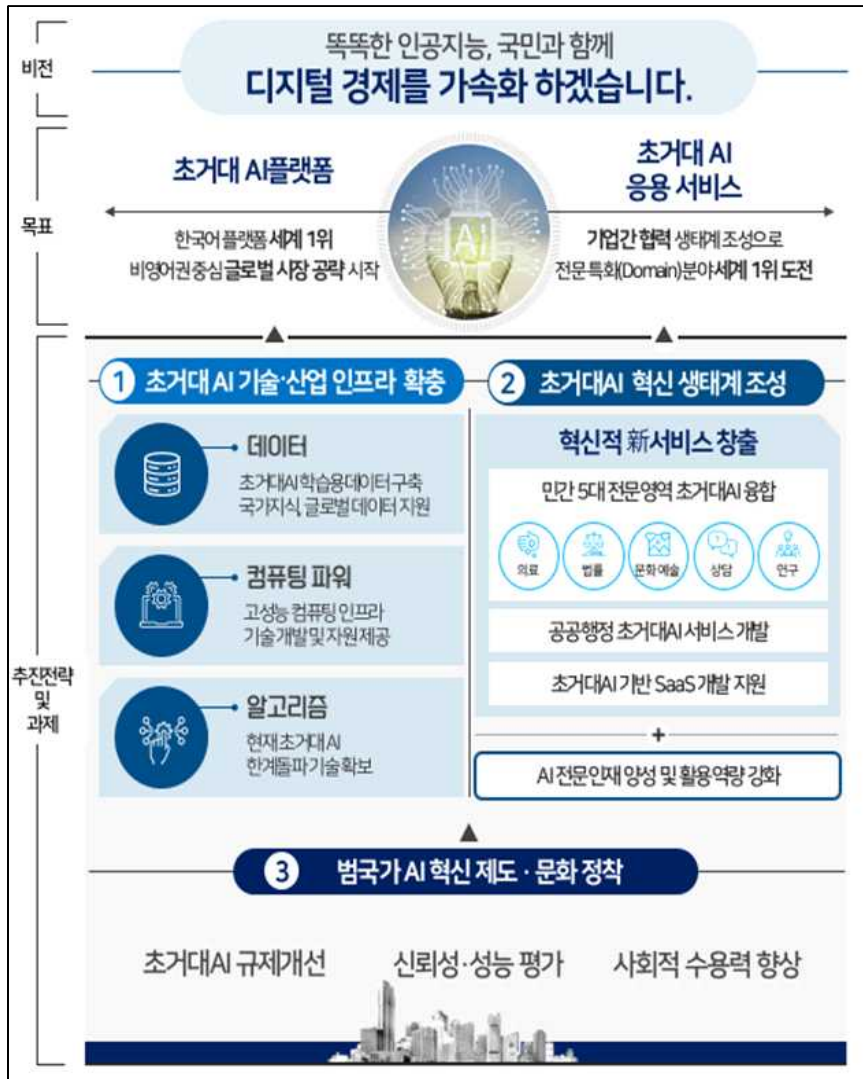 비전
똑똑한 인공지능, 국민과 함께
디지털 경제를 가속화 하겠습니다.
목표
초거대 AI플랫폼
한국어 플랫폼 세계 1위
비영어권 중심 글로벌 시장 공략 시작
AI
초거대 AI
응용 서비스
기업간 협력 생태계 조성으로
전문 특화(Domain)분야 세계 1위 도전
추진전략
및
과제
1 초거대 AI 기술·산업 인프라 확충
데이터
초거대AI 학습용 데이터 구축
국가지식, 글로벌 데이터 지원
컴퓨팅 파워
고성능 컴퓨팅 인프라
기술 개발 및 자원 제공
알고리즘
현재 초거대 AI
한계돌파 기술 확보
2 초거대AI 혁신 생태계 조성
혁신적 新서비스 창출
민간 5대 전문영역 초거대AI 융합
의료 법률 문화 예술 상담 연구
공공행정 초거대AI 서비스 개발
초거대AI 기반 SaaS 개발 지원
+
AI 전문인재 양성 및 활용역량 강화
3 범국가 AI 혁신 제도 · 문화 정착
초거대AI 규제개선 신뢰성·성능 평가 사회적 수용력 향상